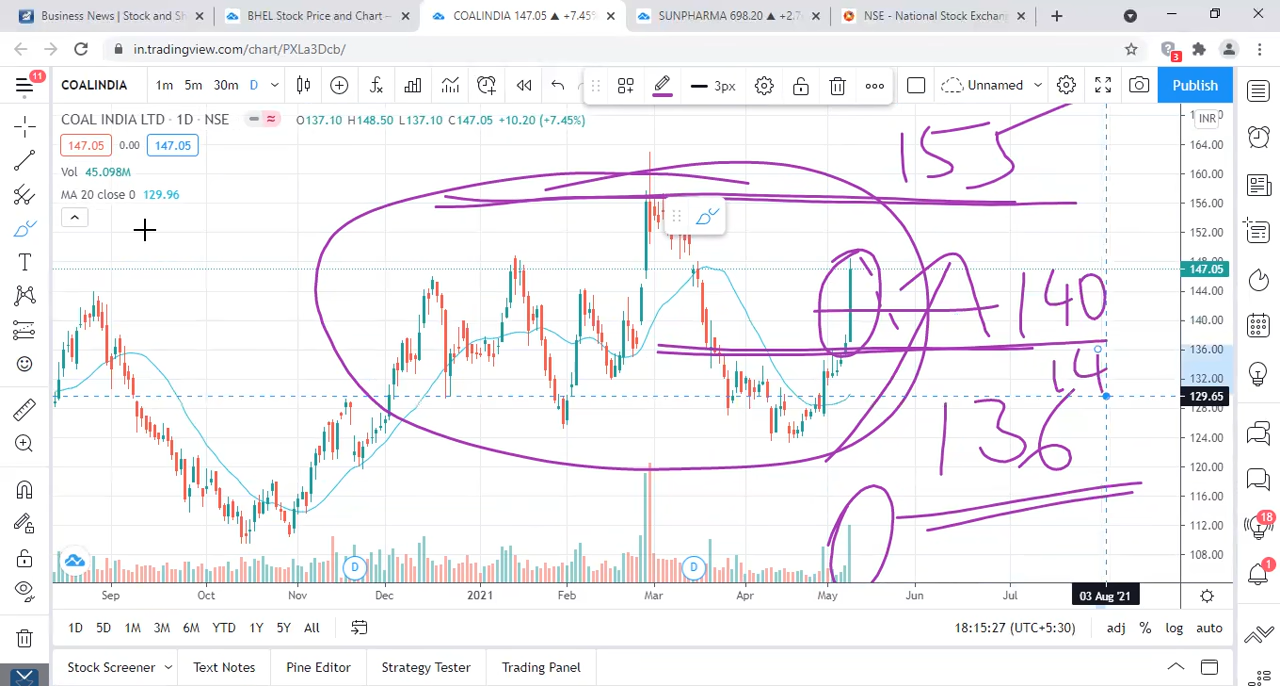 Business News | Stock and Sh
BHEL Stock Price and Chart —
COALINDIA 147.05 ▲ +7.45%
SUNPHARMA 698.20 ▲ +2.7
NSE - National Stock Exchan
in.tradingview.com/chart/PXLa3Dcb/
3
11
COALINDIA
1m 5m 30m D
3px
Unnamed
Publish
COAL INDIA LTD · 1D · NSE
O137.10 H148.50 L137.10 C147.05 +10.20 (+7.45%)
INR
147.05 0.00 147.05
Vol 45.098M
MA 20 close 0 129.96
164.00
160.00
156.00
152.00
147.05
144.00
140.00
136.00
132.00
129.65
128.00
124.00
120.00
116.00
112.00
108.00
155
140
14
136
D
D
18
1
Sep Oct Nov 2021 Feb Mar Apr May Jun Jul 03 Aug '21
1D 5D 1M 3M 6M YTD 1Y 5Y All
18:15:27 (UTC+5:30)
adj % log auto
Stock Screener Text Notes Pine Editor Strategy Tester Trading Panel